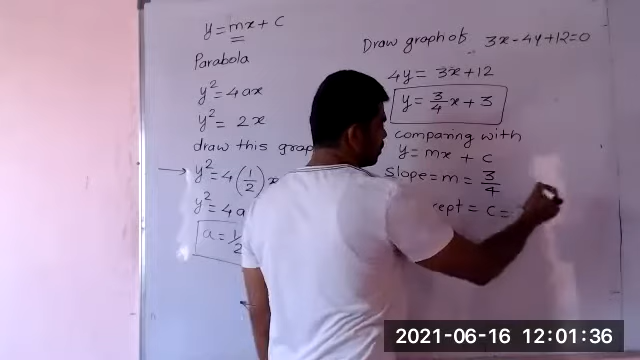 y = mx + c
Parabola
y² = 4ax
y² = 2x
draw this grap
y² = 4 (1/2) x
y² = 4a
a = 1/2
Draw graph of 3x - 4y + 12 = 0
4y = 3x + 12
y = 3/4 x + 3
comparing with
y = mx + c
Slope = m = 3/4
cept = c =
2021-06-16 12:01:36